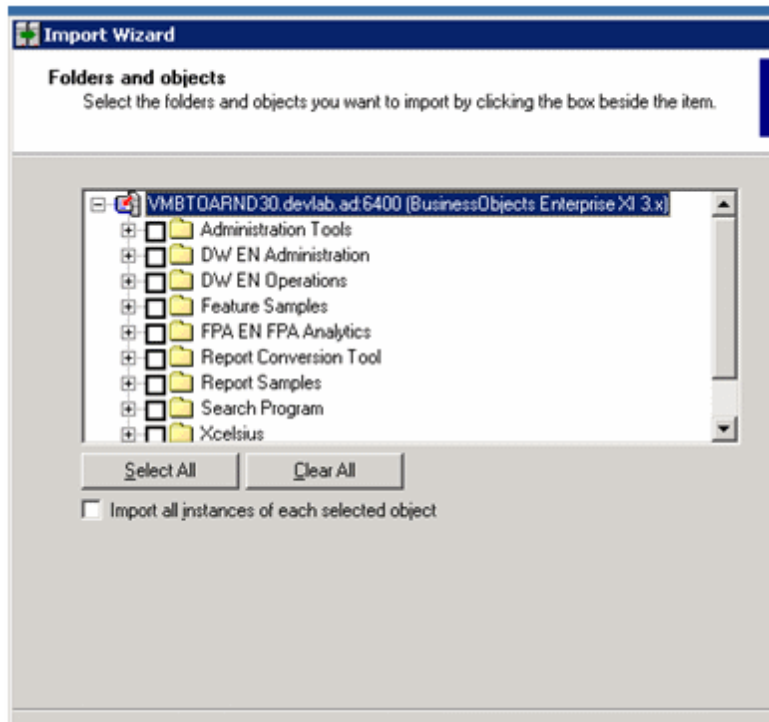 Import Wizard
Folders and objects
Select the folders and objects you want to import by clicking the box beside the item.
VMBTOARND30.devlab.ad:6400 (BusinessObjects Enterprise XI 3.x)
Administration Tools
DW EN Administration
DW EN Operations
Feature Samples
FPA EN FPA Analytics
Report Conversion Tool
Report Samples
Search Program
Xcelsius
Select All Clear All
Import all instances of each selected object